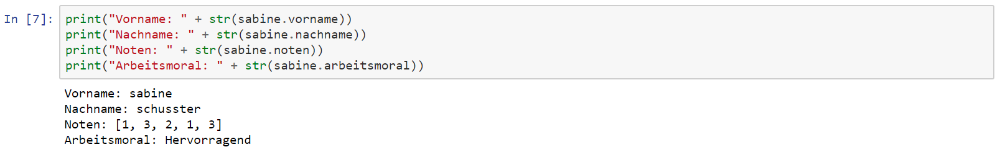 In [7]: print("Vorname: " + str(sabine.vorname))
print("Nachname: " + str(sabine.nachname))
print("Noten: " + str(sabine.noten))
print("Arbeitsmoral: " + str(sabine.arbeitsmoral))
Vorname: sabine
Nachname: schusster
Noten: [1, 3, 2, 1, 3]
Arbeitsmoral: Hervorragend